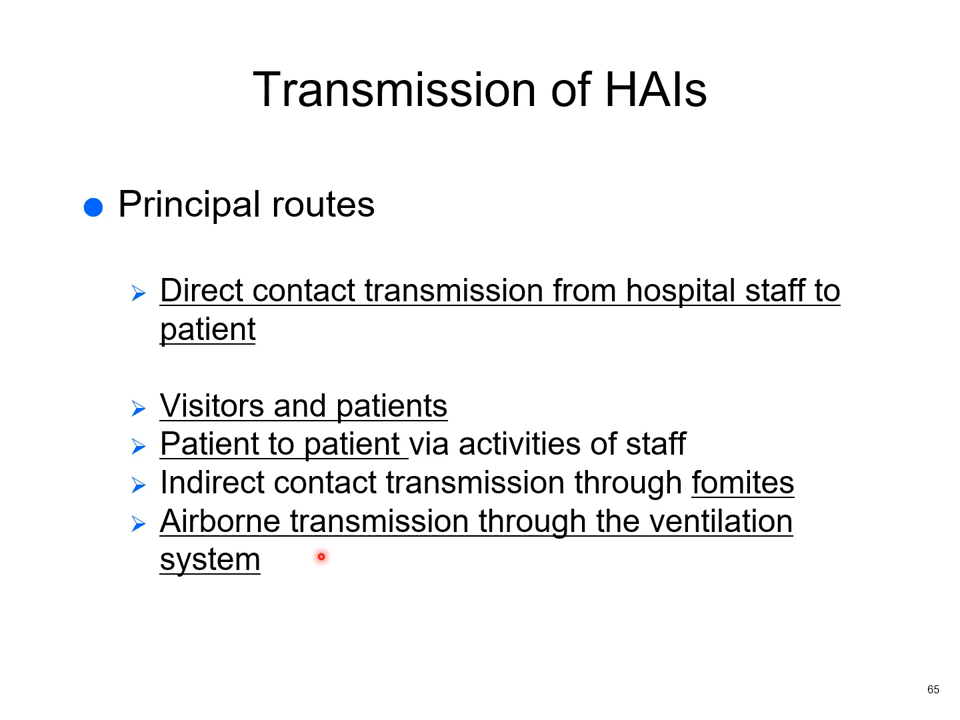 Transmission of HAIs
Principal routes
Direct contact transmission from hospital staff to
patient
Visitors and patients
Patient to patient via activities of staff
Indirect contact transmission through fomites
Airborne transmission through the ventilation
system
65